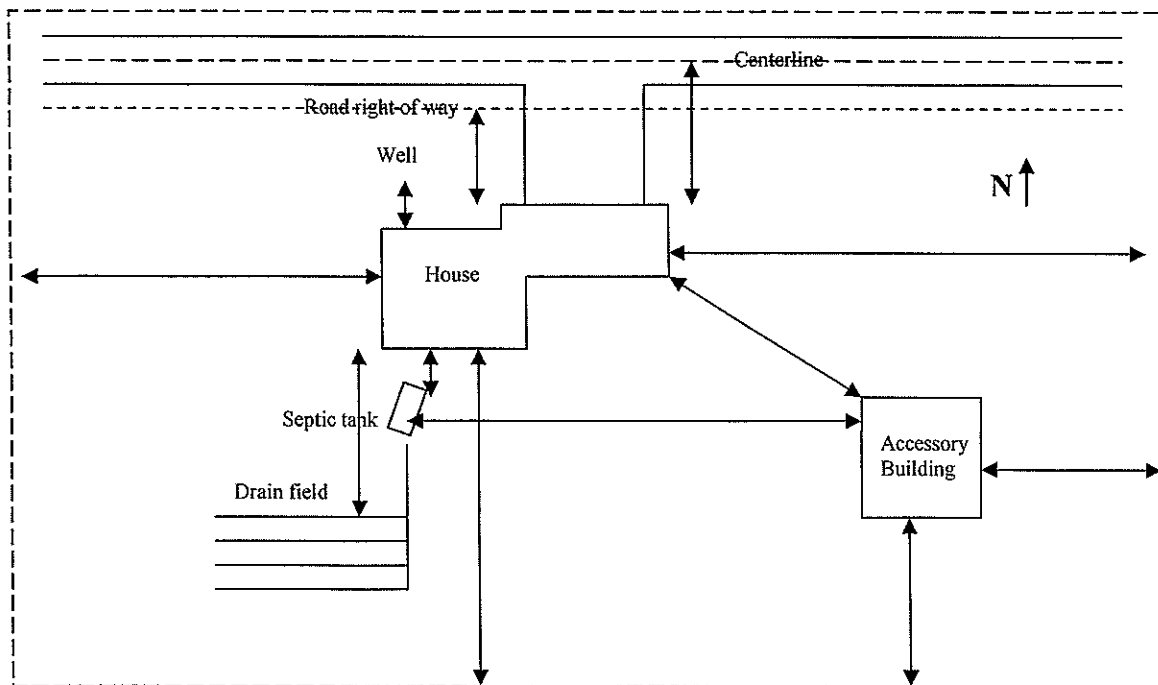 Centerline
Road right of way
Well
N
House
Septic tank
Accessory
Building
Drain field